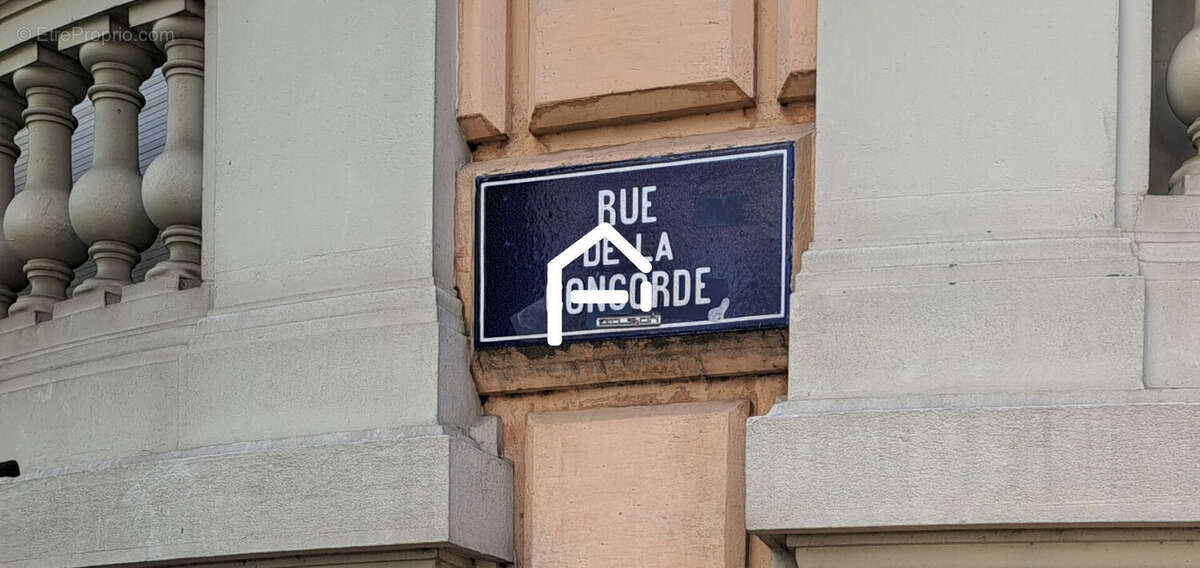 © EtreProprio.com
RUE
DE LA
CONCORDE